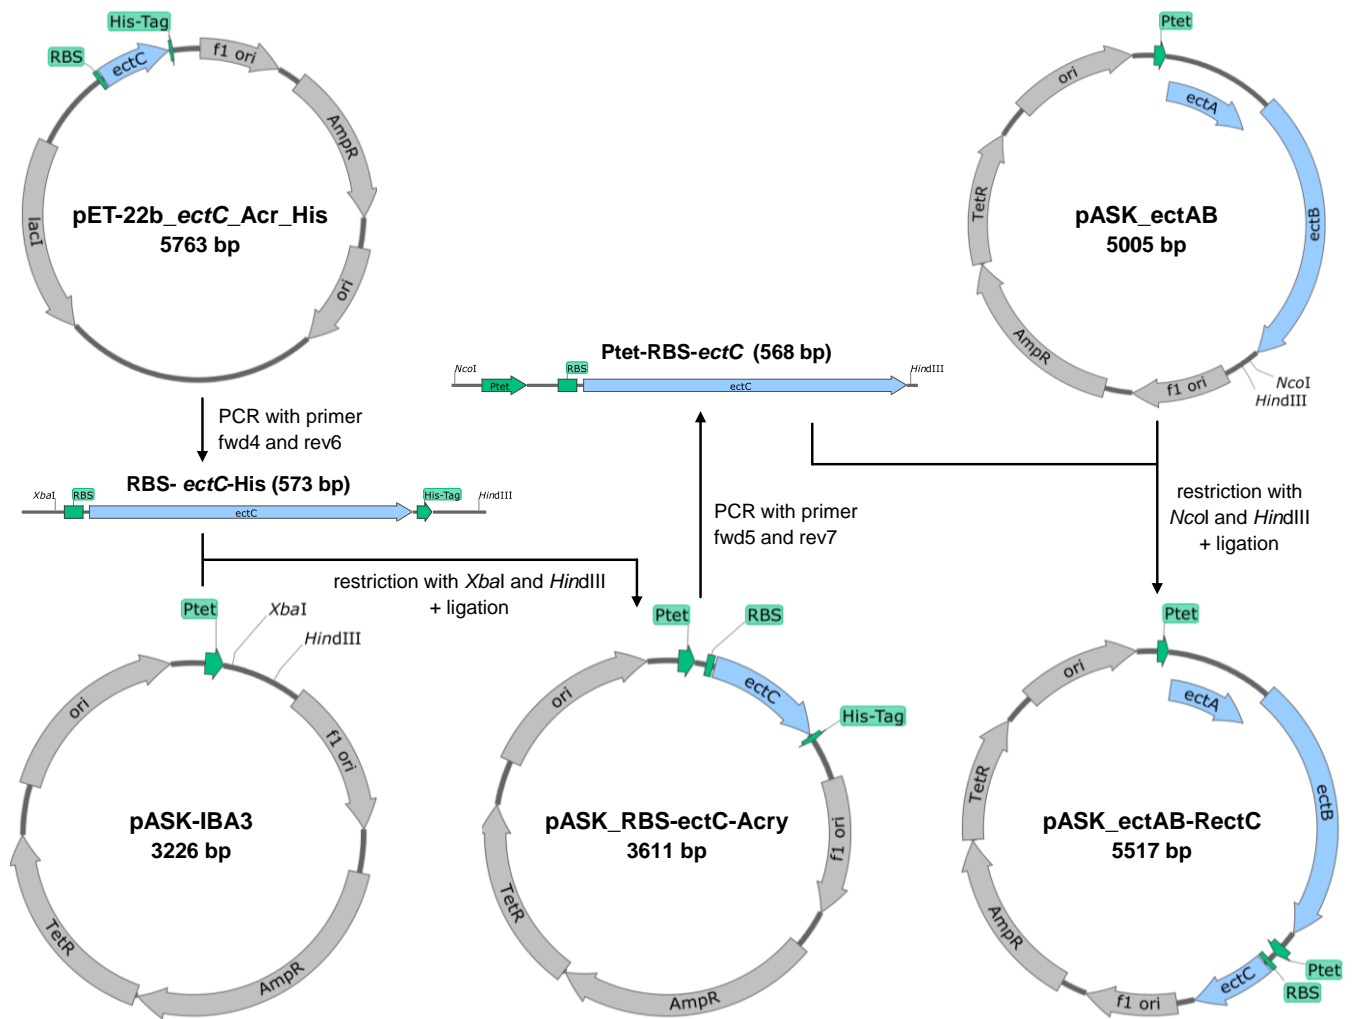 His-Tag
RBS
ectC
f1 ori
AmpR
ori
lacI
pET-22b_ectC_Acr_His
5763 bp
Ptet
ori
ectA
ectB
TetR
AmpR
f1 ori
NcoI
HindIII
pASK_ectAB
5005 bp
PCR with primer
fwd4 and rev6
Ptet-RBS-ectC (568 bp)
NcoI
Ptet
RBS
ectC
HindIII
RBS- ectC-His (573 bp)
XbaI
RBS
ectC
His-Tag
HindIII
PCR with primer
fwd5 and rev7
restriction with
NcoI and HindIII
+ ligation
restriction with XbaI and HindIII
+ ligation
Ptet
XbaI
HindIII
ori
f1 ori
TetR
AmpR
pASK-IBA3
3226 bp
Ptet
RBS
ori
ectC
His-Tag
f1 ori
TetR
AmpR
pASK_RBS-ectC-Acry
3611 bp
Ptet
ori
ectA
TetR
ectB
AmpR
f1 ori
ectC
RBS
Ptet
pASK_ectAB-RectC
5517 bp